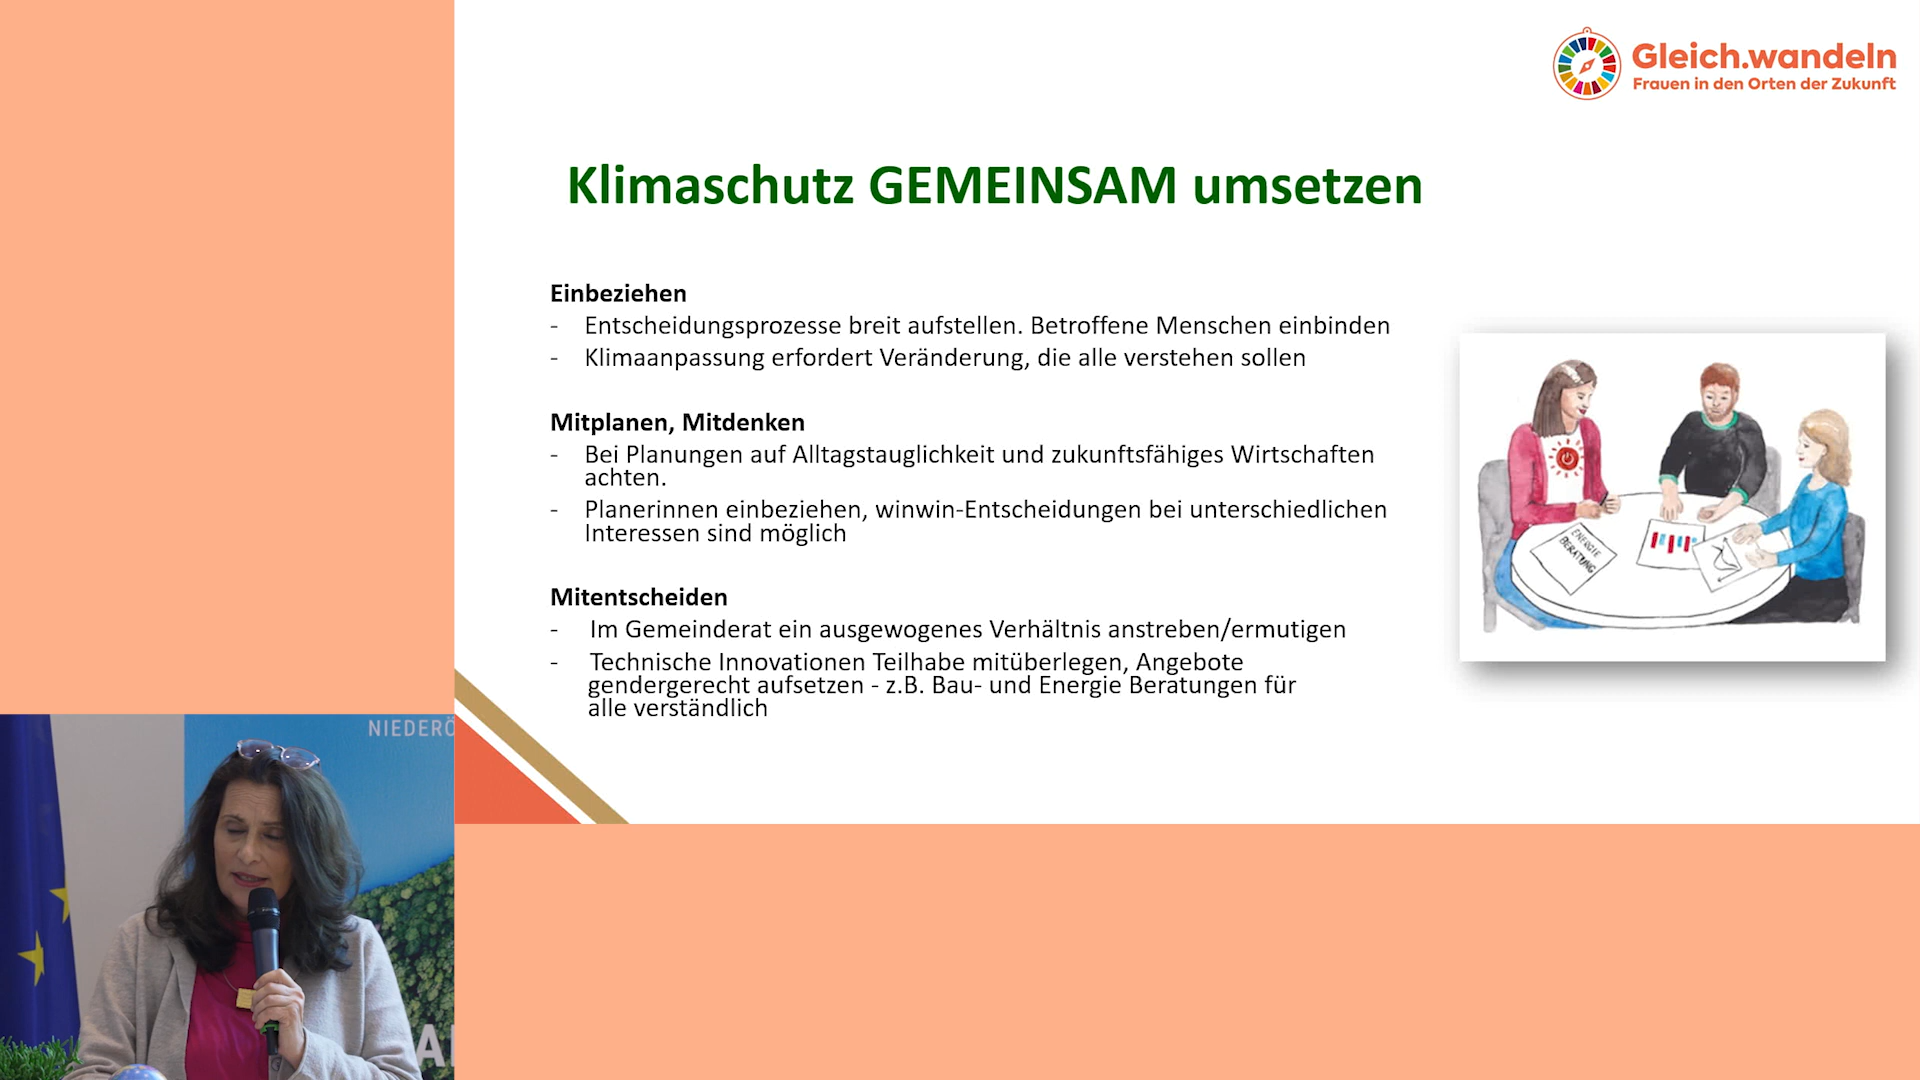 Gleich.wandeln
Frauen in den Orten der Zukunft
Klimaschutz GEMEINSAM umsetzen
Einbeziehen
- Entscheidungsprozesse breit aufstellen. Betroffene Menschen einbinden
- Klimaanpassung erfordert Veränderung, die alle verstehen sollen
Mitplanen, Mitdenken
- Bei Planungen auf Alltagstauglichkeit und zukunftsfähiges Wirtschaften
achten.
- Planerinnen einbeziehen, winwin-Entscheidungen bei unterschiedlichen
Interessen sind möglich
Mitentscheiden
- Im Gemeinderat ein ausgewogenes Verhältnis anstreben/ermutigen
- Technische Innovationen Teilhabe mitüberlegen, Angebote
gendergerecht aufsetzen - z.B. Bau- und Energie Beratungen für
alle verständlich
ENERGIE
BERATUNG
NIEDERÖ